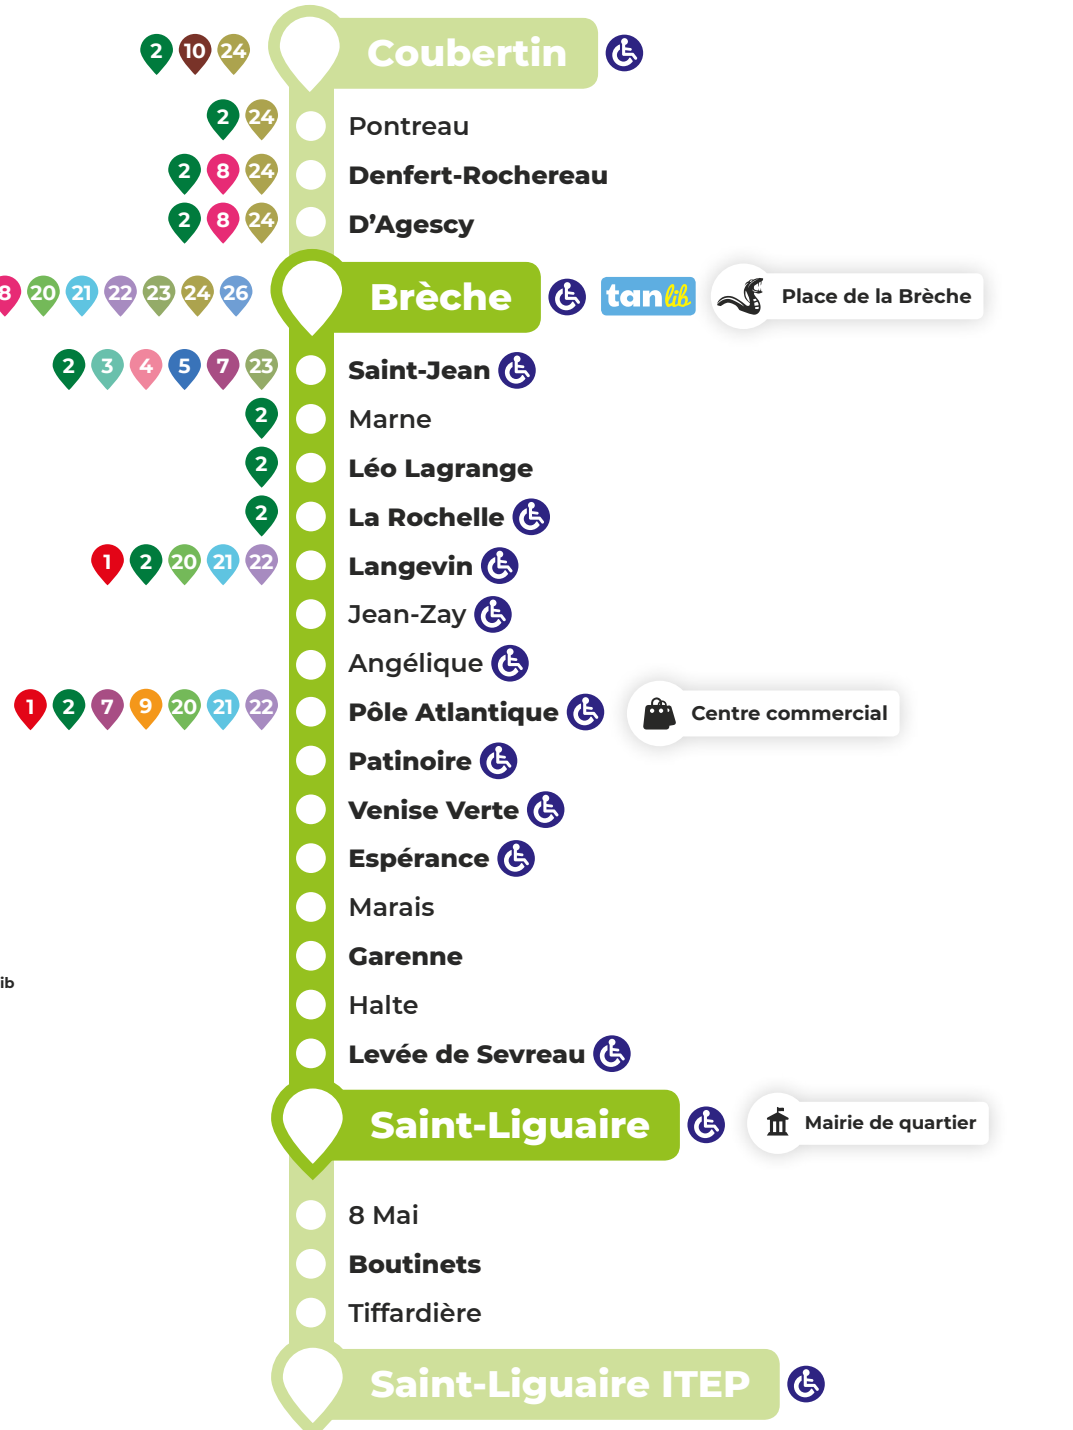 2 10 24 Coubertin
2 24 Pontreau
2 8 24 Denfert-Rochereau
2 8 24 D’Agescy
8 20 21 22 23 24 26 Brèche tanlib Place de la Brèche
2 3 4 5 7 23 Saint-Jean
2 Marne
2 Léo Lagrange
2 La Rochelle
1 2 20 21 22 Langevin
Jean-Zay
Angélique
1 2 7 9 20 21 22 Pôle Atlantique Centre commercial
Patinoire
Venise Verte
Espérance
Marais
Garenne
ib
Halte
Levée de Sevreau
Saint-Liguaire Mairie de quartier
8 Mai
Boutinets
Tiffardière
Saint-Liguaire ITEP